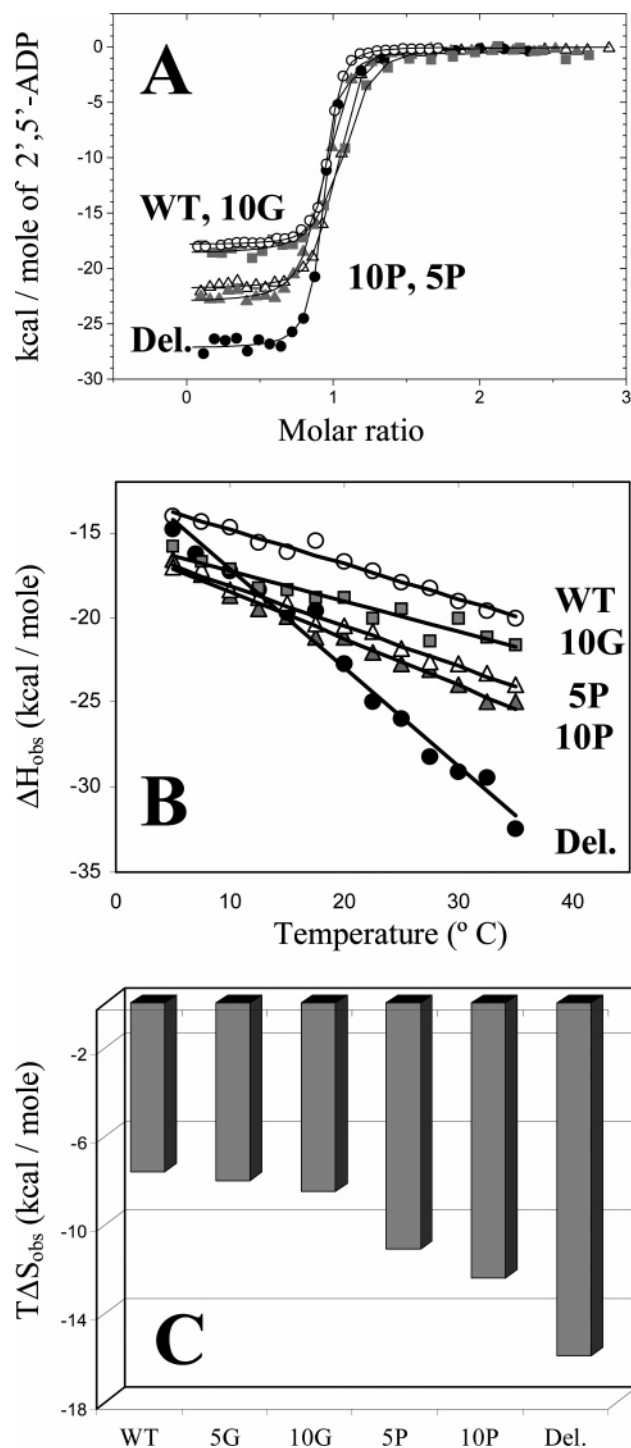 A
kcal / mole of 2',5'-ADP
0
-5
-10
-15
-20
-25
-30
WT, 10G
10P, 5P
Del.
0
1
2
3
Molar ratio
B
ΔHobs (kcal / mole)
-15
-20
-25
-30
-35
WT
10G
5P
10P
Del.
0
10
20
30
40
Temperature (º C)
C
TΔSobs (kcal / mole)
-2
-6
-10
-14
-18
WT 5G 10G 5P 10P Del.